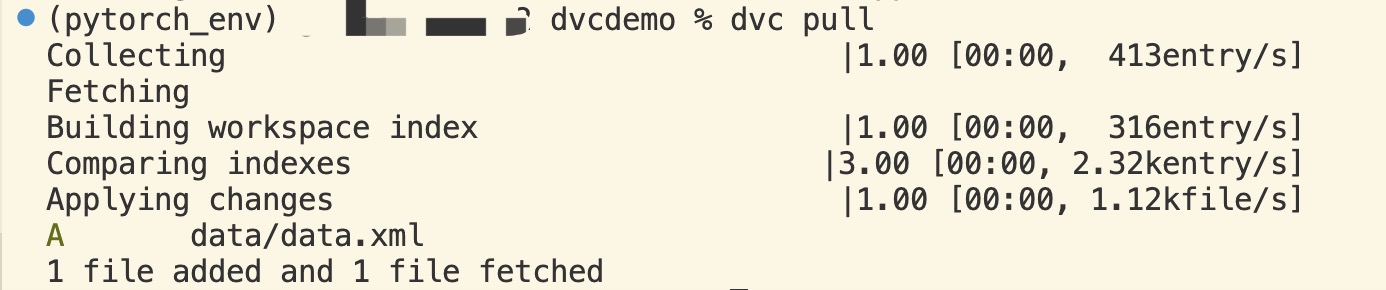 (pytorch_env) dvcdemo % dvc pull
Collecting |1.00 [00:00, 413entry/s]
Fetching
Building workspace index |1.00 [00:00, 316entry/s]
Comparing indexes |3.00 [00:00, 2.32kentry/s]
Applying changes |1.00 [00:00, 1.12kfile/s]
A data/data.xml
1 file added and 1 file fetched